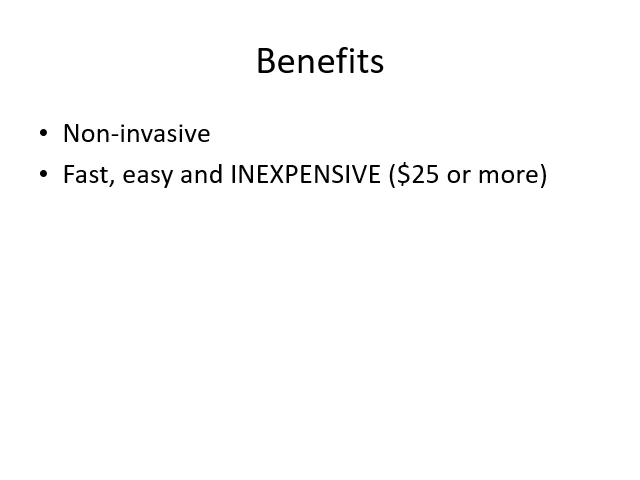 Benefits
• Non-invasive
• Fast, easy and INEXPENSIVE ($25 or more)